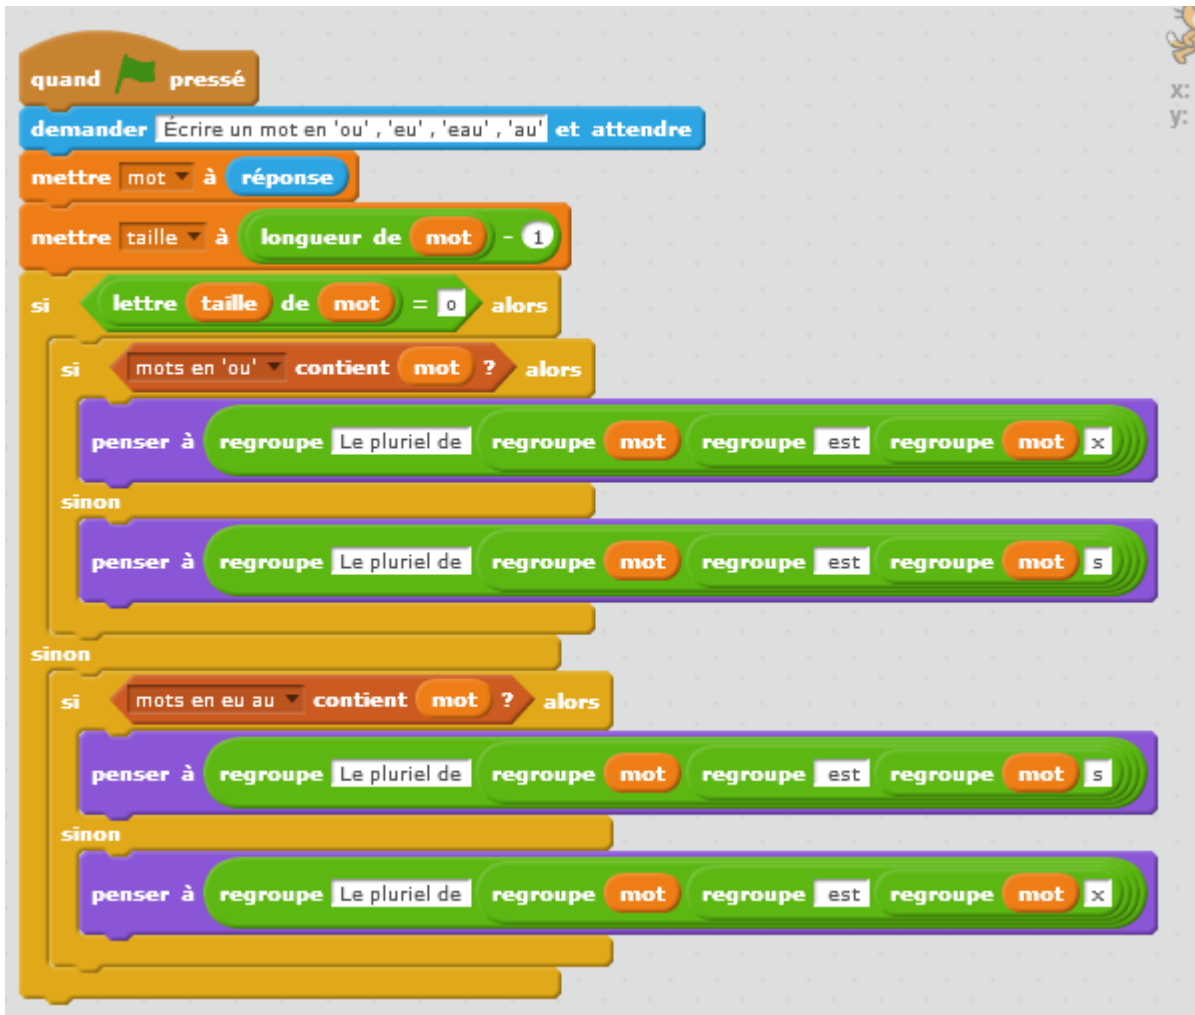 quand pressé
demander Écrire un mot en 'ou' , 'eu' , 'eau' , 'au' et attendre
mettre mot à réponse
mettre taille à longueur de mot - 1
si lettre taille de mot = o alors
si mots en 'ou' contient mot ? alors
penser à regroupe Le pluriel de regroupe mot regroupe est regroupe mot x
sinon
penser à regroupe Le pluriel de regroupe mot regroupe est regroupe mot s
sinon
si mots en eu au contient mot ? alors
penser à regroupe Le pluriel de regroupe mot regroupe est regroupe mot s
sinon
penser à regroupe Le pluriel de regroupe mot regroupe est regroupe mot x
x:
y: